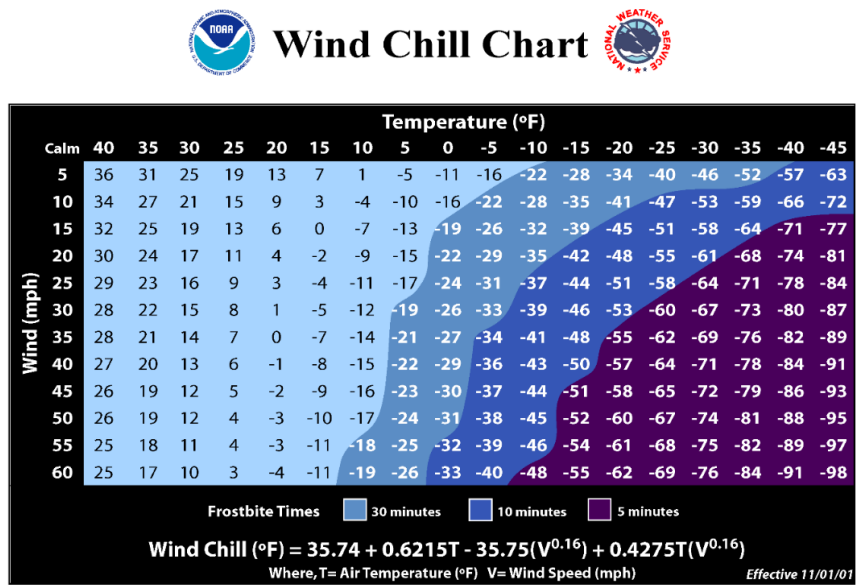 NATIONAL OCEANIC AND ATMOSPHERIC ADMINISTRATION
NOAA
U.S. DEPARTMENT OF COMMERCE
Wind Chill Chart
NATIONAL WEATHER SERVICE
Temperature (ºF)
Calm 40 35 30 25 20 15 10 5 0 -5 -10 -15 -20 -25 -30 -35 -40 -45
5 36 31 25 19 13 7 1 -5 -11 -16 -22 -28 -34 -40 -46 -52 -57 -63
10 34 27 21 15 9 3 -4 -10 -16 -22 -28 -35 -41 -47 -53 -59 -66 -72
15 32 25 19 13 6 0 -7 -13 -19 -26 -32 -39 -45 -51 -58 -64 -71 -77
20 30 24 17 11 4 -2 -9 -15 -22 -29 -35 -42 -48 -55 -61 -68 -74 -81
25 29 23 16 9 3 -4 -11 -17 -24 -31 -37 -44 -51 -58 -64 -71 -78 -84
30 28 22 15 8 1 -5 -12 -19 -26 -33 -39 -46 -53 -60 -67 -73 -80 -87
35 28 21 14 7 0 -7 -14 -21 -27 -34 -41 -48 -55 -62 -69 -76 -82 -89
40 27 20 13 6 -1 -8 -15 -22 -29 -36 -43 -50 -57 -64 -71 -78 -84 -91
45 26 19 12 5 -2 -9 -16 -23 -30 -37 -44 -51 -58 -65 -72 -79 -86 -93
50 26 19 12 4 -3 -10 -17 -24 -31 -38 -45 -52 -60 -67 -74 -81 -88 -95
55 25 18 11 4 -3 -11 -18 -25 -32 -39 -46 -54 -61 -68 -75 -82 -89 -97
60 25 17 10 3 -4 -11 -19 -26 -33 -40 -48 -55 -62 -69 -76 -84 -91 -98
Wind (mph)
Frostbite Times 30 minutes 10 minutes 5 minutes
Wind Chill (ºF) = 35.74 + 0.6215T - 35.75(V0.16) + 0.4275T(V0.16)
Where, T= Air Temperature (ºF) V= Wind Speed (mph)
Effective 11/01/01